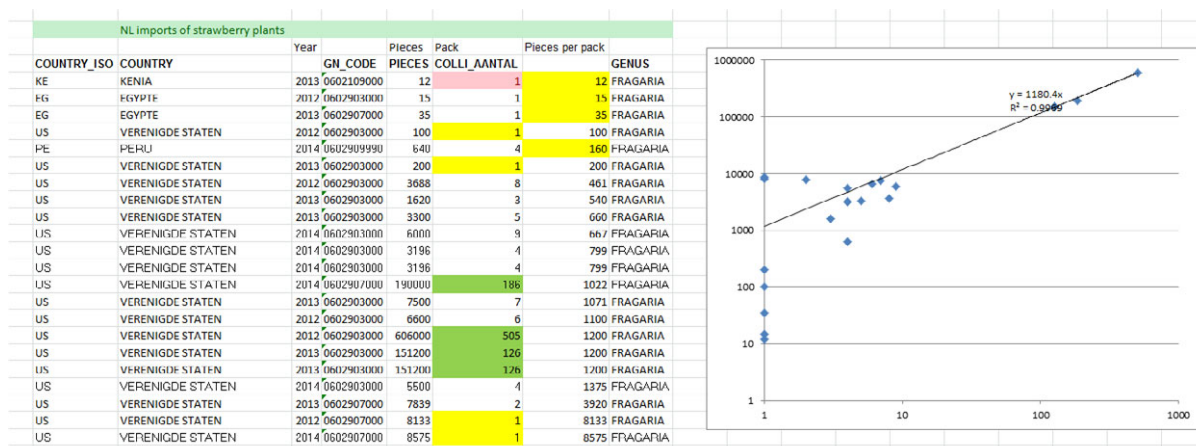 NL imports of strawberry plants
Year Pieces Pack Pieces per pack
COUNTRY_ISO COUNTRY GN_CODE PIECES COLLI_AANTAL GENUS
KE KENIA 2013 0602109000 12 1 12 FRAGARIA
EG EGYPTE 2012 0602903000 15 1 15 FRAGARIA
EG EGYPTE 2013 0602907000 35 1 35 FRAGARIA
US VERENIGDE STATEN 2012 0602903000 100 1 100 FRAGARIA
PE PERU 2014 0602909990 640 4 160 FRAGARIA
US VERENIGDE STATEN 2013 0602903000 200 1 200 FRAGARIA
US VERENIGDE STATEN 2012 0602903000 3688 8 461 FRAGARIA
US VERENIGDE STATEN 2013 0602903000 1620 3 540 FRAGARIA
US VERENIGDE STATEN 2013 0602903000 3300 5 660 FRAGARIA
US VERENIGDE STATEN 2014 0602903000 6000 9 667 FRAGARIA
US VERENIGDE STATEN 2014 0602903000 3196 4 799 FRAGARIA
US VERENIGDE STATEN 2014 0602903000 3196 4 799 FRAGARIA
US VERENIGDE STATEN 2014 0602907000 190000 186 1022 FRAGARIA
US VERENIGDE STATEN 2013 0602903000 7500 7 1071 FRAGARIA
US VERENIGDE STATEN 2012 0602903000 6600 6 1100 FRAGARIA
US VERENIGDE STATEN 2012 0602903000 606000 505 1200 FRAGARIA
US VERENIGDE STATEN 2013 0602903000 151200 126 1200 FRAGARIA
US VERENIGDE STATEN 2013 0602903000 151200 126 1200 FRAGARIA
US VERENIGDE STATEN 2014 0602903000 5500 4 1375 FRAGARIA
US VERENIGDE STATEN 2013 0602907000 7839 2 3920 FRAGARIA
US VERENIGDE STATEN 2012 0602907000 8133 1 8133 FRAGARIA
US VERENIGDE STATEN 2014 0602907000 8575 1 8575 FRAGARIA
1000000
y = 1180.4x
R² = 0.9989
100000
10000
1000
100
10
1
1 10 100 1000